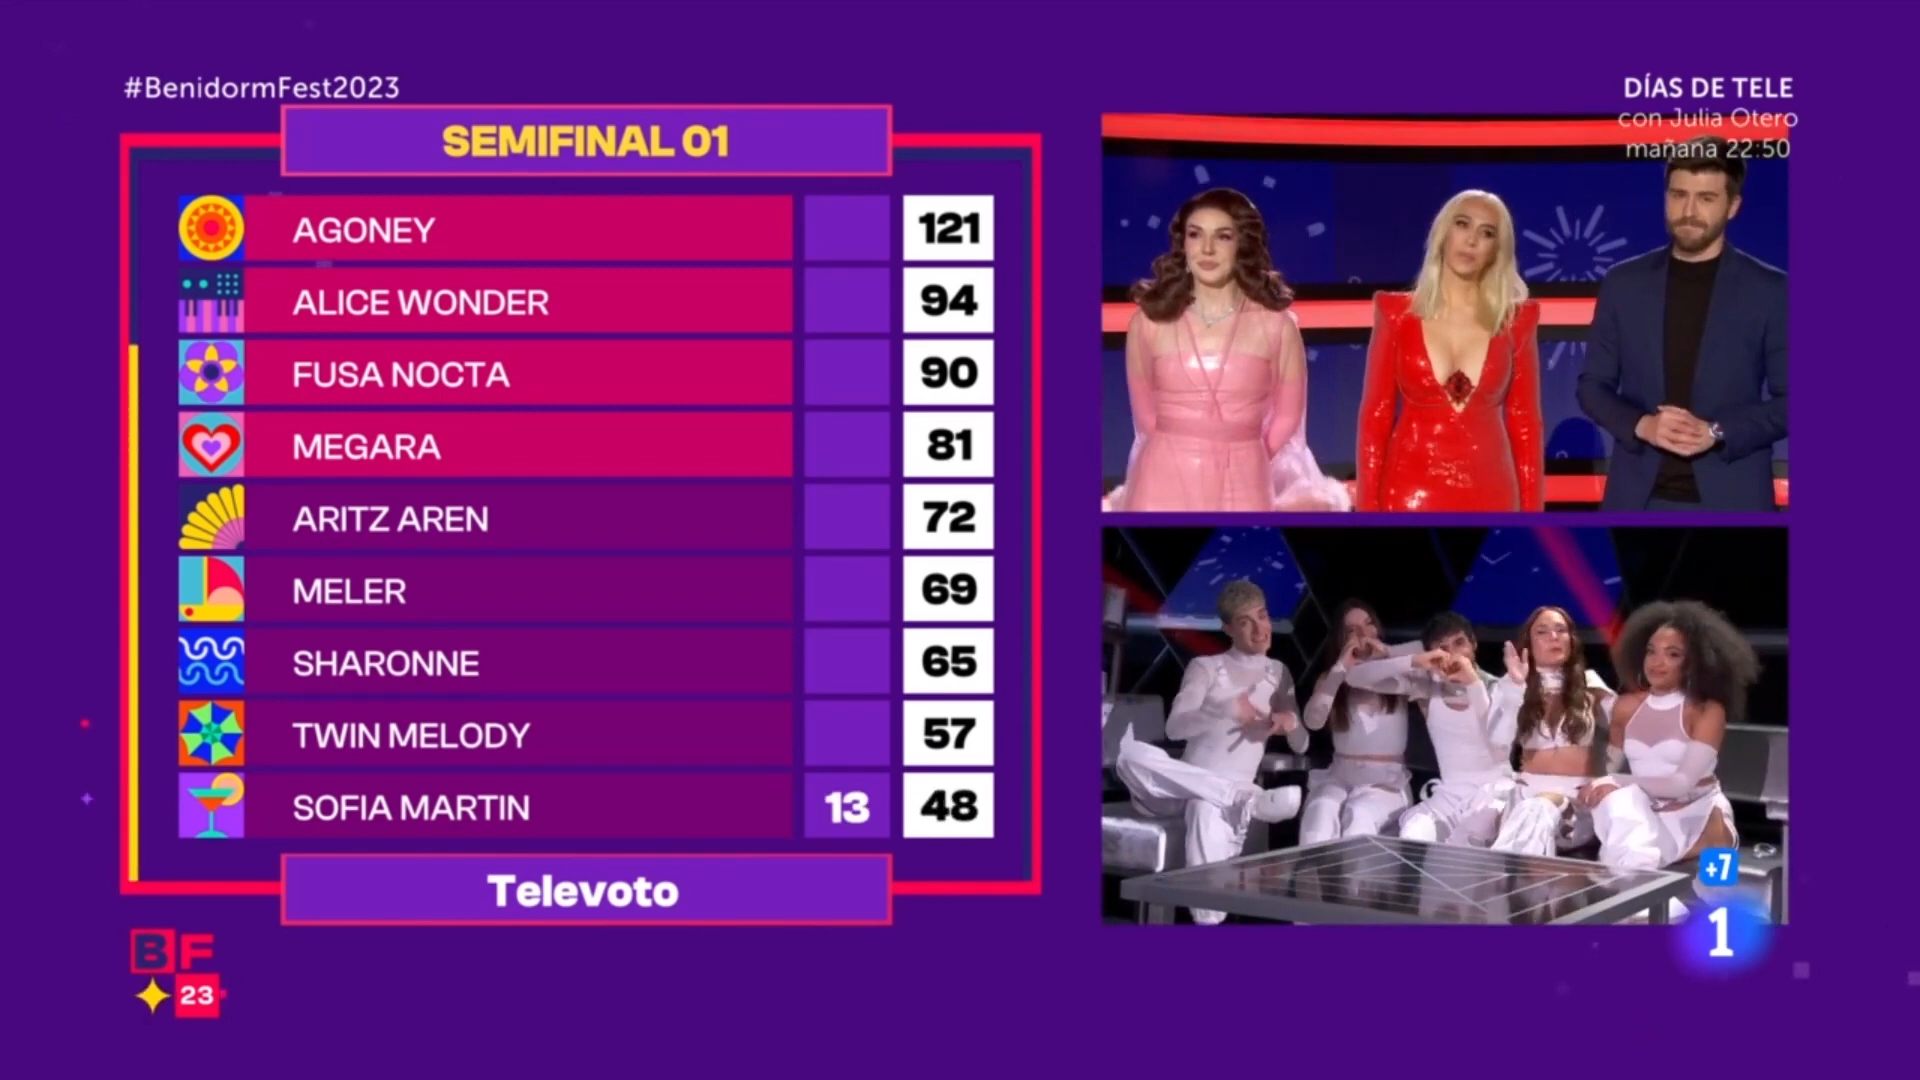 #BenidormFest2023
DÍAS DE TELE
con Julia Otero
mañana 22:50
SEMIFINAL 01
AGONEY 121
ALICE WONDER 94
FUSA NOCTA 90
MEGARA 81
ARITZ AREN 72
MELER 69
SHARONNE 65
TWIN MELODY 57
SOFIA MARTIN 13 48
Televoto
BF
23
+7
1